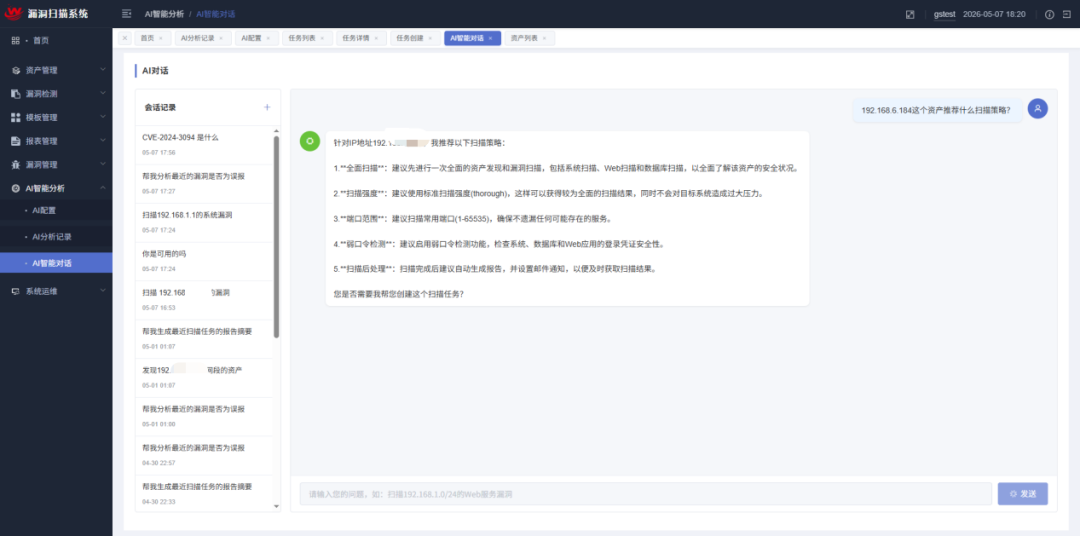 漏洞扫描系统
AI智能分析 / AI智能对话
gstest 2026-05-07 18:20
首页
资产管理
漏洞检测
模板管理
报表管理
漏洞管理
AI智能分析
AI配置
AI分析记录
AI智能对话
系统运维
首页 × AI分析记录 × AI配置 × 任务列表 × 任务详情 × 任务创建 × AI智能对话 × 资产列表 ×
AI对话
会话记录 +
CVE-2024-3094 是什么
05-07 17:56
帮我分析最近的漏洞是否为误报
05-07 17:27
扫描192.168.1.1的系统漏洞
05-07 17:24
你是可用的吗
05-07 17:24
扫描 192.168 漏洞
05-07 16:53
帮我生成最近扫描任务的报告摘要
05-01 01:07
发现192. 网段的资产
05-01 01:07
帮我分析最近的漏洞是否为误报
05-01 01:00
帮我分析最近的漏洞是否为误报
04-30 22:57
帮我生成最近扫描任务的报告摘要
04-30 22:33
192.168.6.184这个资产推荐什么扫描策略?
针对IP地址192.1 我推荐以下扫描策略:
1.**全面扫描**:建议先进行一次全面的资产发现和漏洞扫描,包括系统扫描、Web扫描和数据库扫描,以全面了解该资产的安全状况。
2.**扫描强度**:建议使用标准扫描强度(thorough),这样可以获得较为全面的扫描结果,同时不会对目标系统造成过大压力。
3.**端口范围**:建议扫描常用端口(1-65535),确保不遗漏任何可能存在的服务。
4.**弱口令检测**:建议启用弱口令检测功能,检查系统、数据库和Web应用的登录凭证安全性。
5.**扫描后处理**:扫描完成后建议自动生成报告,并设置邮件通知,以便及时获取扫描结果。
您是否需要我帮您创建这个扫描任务?
请输入您的问题,如:扫描192.168.1.0/24的Web服务漏洞
发送